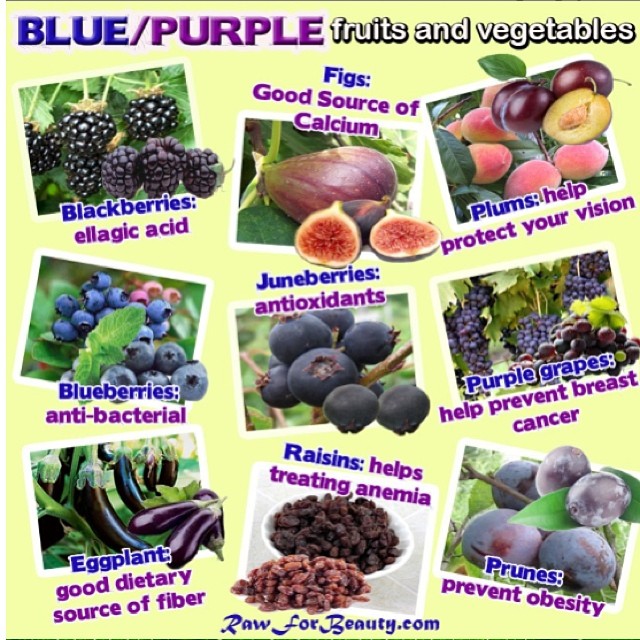 BLUE/PURPLE fruits and vegetables
Blackberries:
ellagic acid
Figs:
Good Source of
Calcium
Plums: help
protect your vision
Blueberries:
anti-bacterial
Juneberries:
antioxidants
Purple grapes:
help prevent breast
cancer
Eggplant:
good dietary
source of fiber
Raisins: helps
treating anemia
Prunes:
prevent obesity
RawForBeauty.com